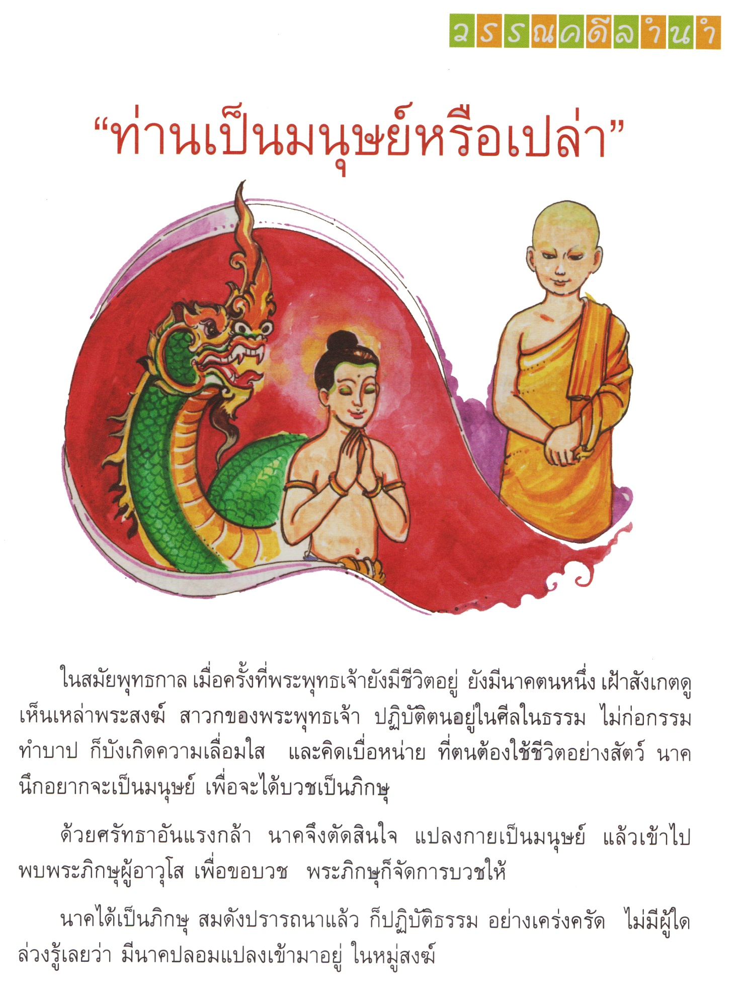 วรรณคดีลำนำ
“ท่านเป็นมนุษย์หรือเปล่า”
ในสมัยพุทธกาล เมื่อครั้งที่พระพุทธเจ้ายังมีชีวิตอยู่ ยังมีนาคตนหนึ่ง เฝ้าสังเกตดู
เห็นเหล่าพระสงฆ์ สาวกของพระพุทธเจ้า ปฏิบัติตนอยู่ในศีลในธรรม ไม่ก่อกรรม
ทำบาป ก็บังเกิดความเลื่อมใส และคิดเบื่อหน่าย ที่ตนต้องใช้ชีวิตอย่างสัตว์ นาค
นึกอยากจะเป็นมนุษย์ เพื่อจะได้บวชเป็นภิกษุ
ด้วยศรัทธาอันแรงกล้า นาคจึงตัดสินใจ แปลงกายเป็นมนุษย์ แล้วเข้าไป
พบพระภิกษุผู้อาวุโส เพื่อขอบวช พระภิกษุก็จัดการบวชให้
นาคได้เป็นภิกษุ สมดังปรารถนาแล้ว ก็ปฏิบัติธรรม อย่างเคร่งครัด ไม่มีผู้ใด
ล่วงรู้เลยว่า มีนาคปลอมแปลงเข้ามาอยู่ ในหมู่สงฆ์